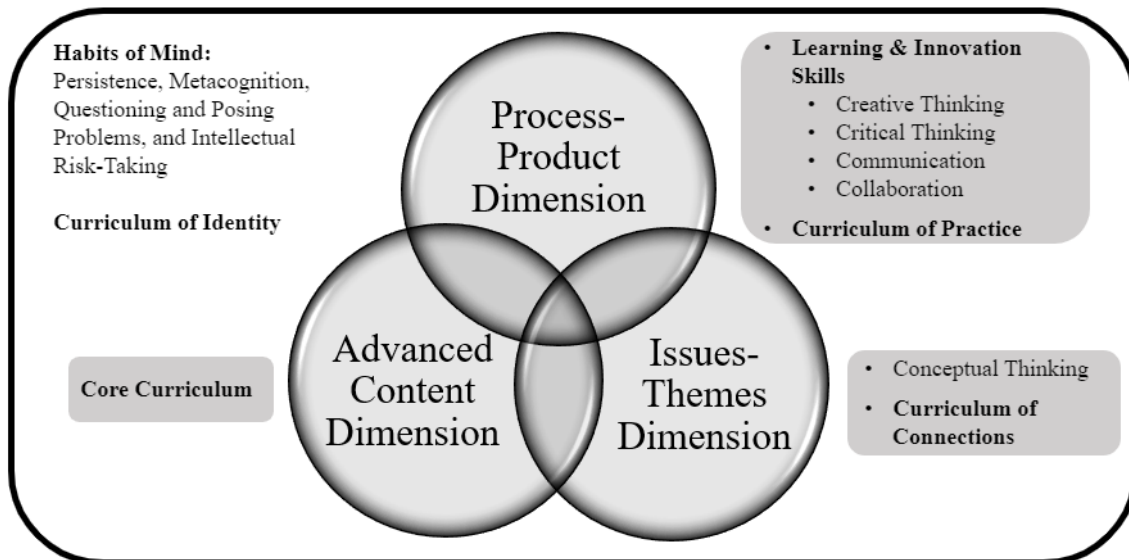 Habits of Mind:
Persistence, Metacognition,
Questioning and Posing
Problems, and Intellectual
Risk-Taking
Curriculum of Identity
Process-
Product
Dimension
• Learning & Innovation
Skills
• Creative Thinking
• Critical Thinking
• Communication
• Collaboration
• Curriculum of Practice
Core Curriculum
Advanced
Content
Dimension
Issues-
Themes
Dimension
• Conceptual Thinking
• Curriculum of
Connections